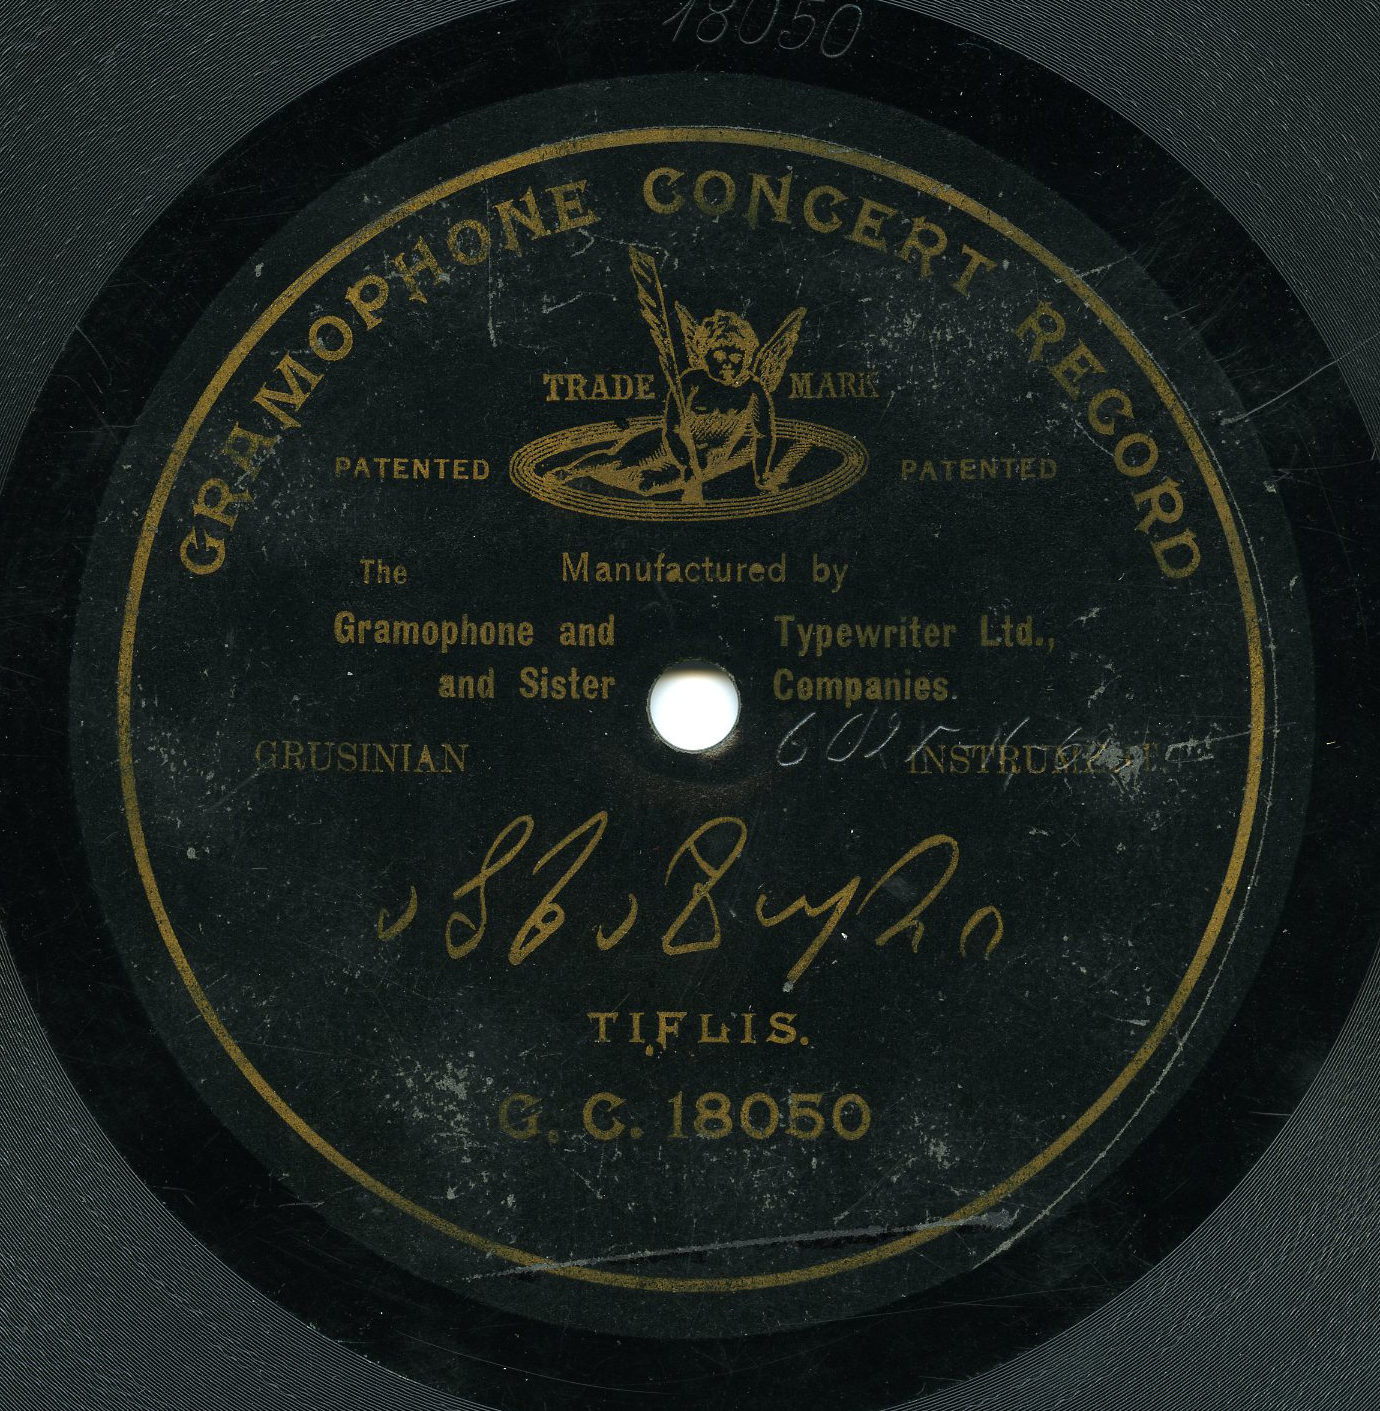 18050
GRAMOPHONE CONCERT RECORD
TRADE MARK
PATENTED PATENTED
The Manufactured by
Gramophone and Typewriter Ltd.,
and Sister Companies.
GRUSINIAN
აფხაზური
TIFLIS.
G. C. 18050